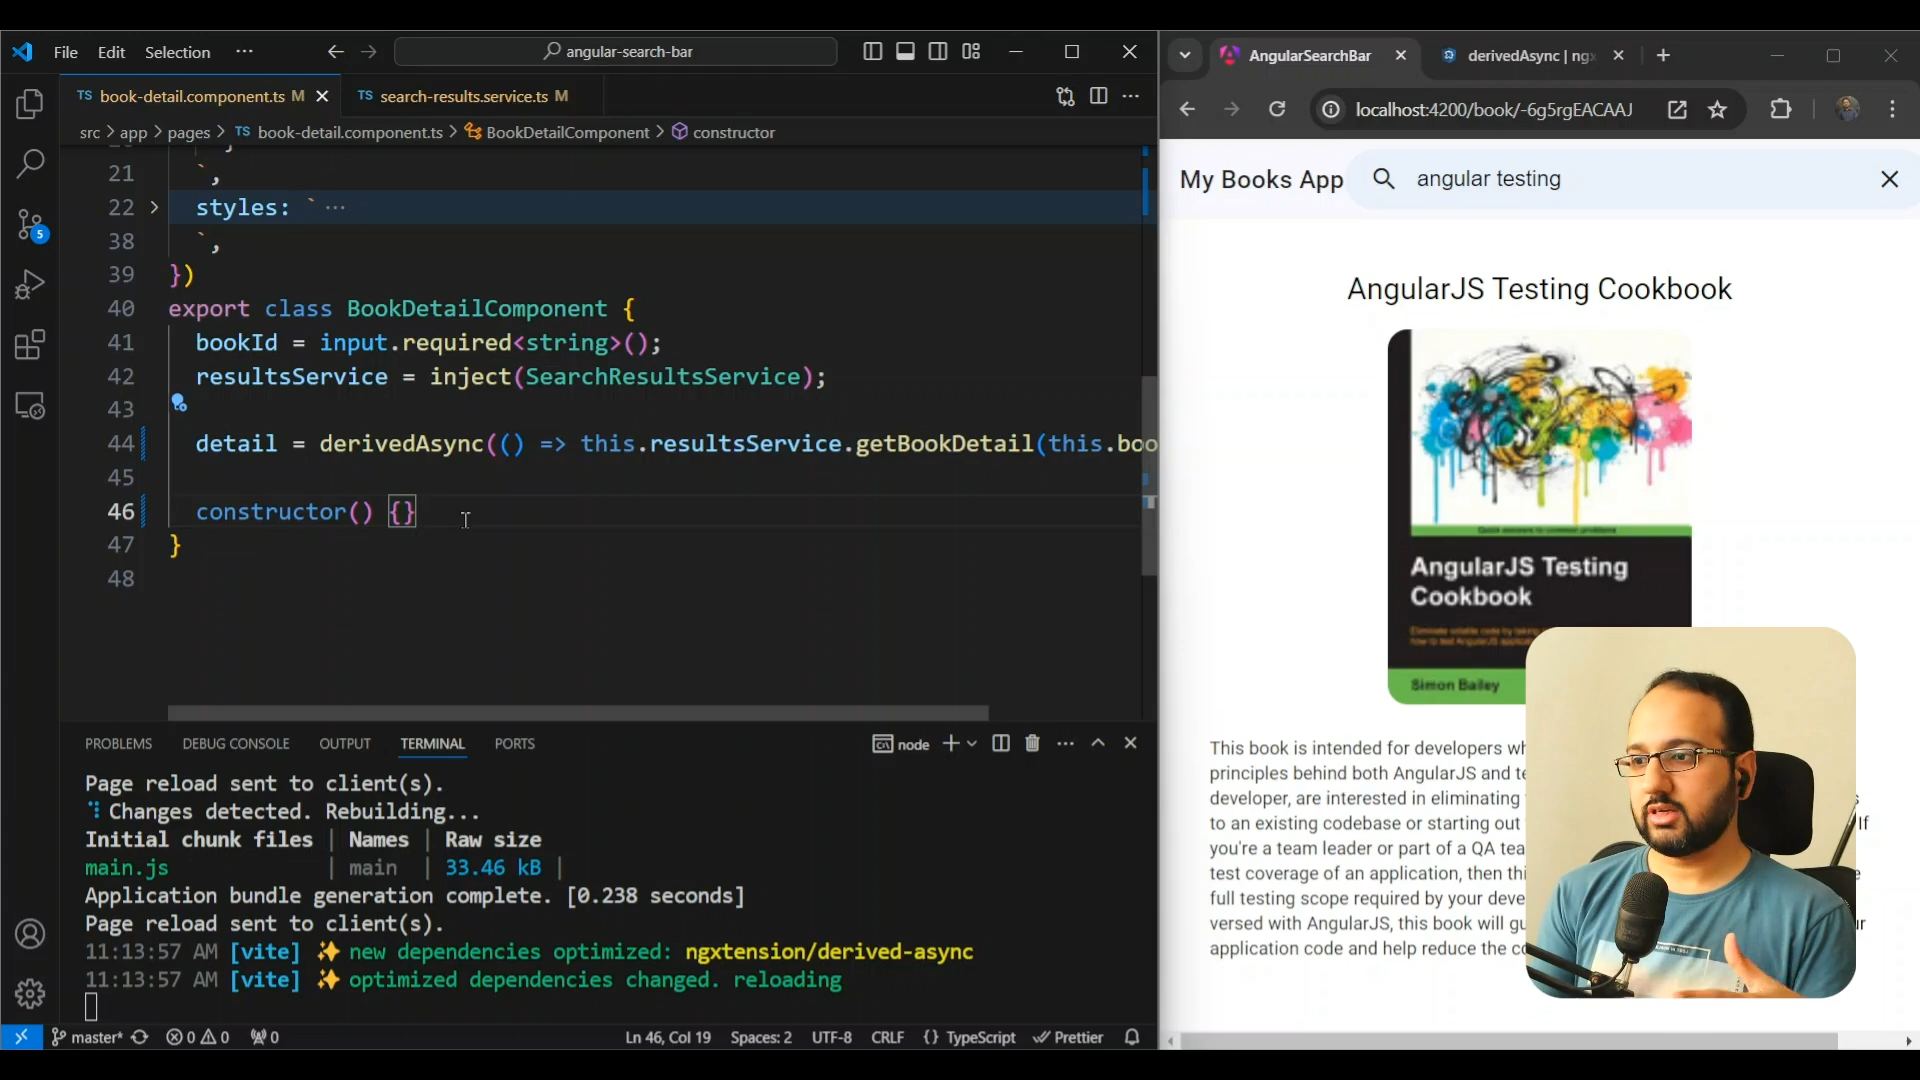 File Edit Selection ··· angular-search-bar
TS book-detail.component.ts M
TS search-results.service.ts M
src > app > pages > TS book-detail.component.ts > BookDetailComponent > constructor
21 `,
22 styles: ` ···
38 `,
39 })
40 export class BookDetailComponent {
41 bookId = input.required<string>();
42 resultsService = inject(SearchResultsService);
43
44 detail = derivedAsync(() => this.resultsService.getBookDetail(this.boo
45
46 constructor() {}
47 }
48
PROBLEMS DEBUG CONSOLE OUTPUT TERMINAL PORTS node
Page reload sent to client(s).
Changes detected. Rebuilding...
Initial chunk files | Names | Raw size
main.js | main | 33.46 kB |
Application bundle generation complete. [0.238 seconds]
Page reload sent to client(s).
11:13:57 AM [vite] ✨ new dependencies optimized: ngxtension/derived-async
11:13:57 AM [vite] ✨ optimized dependencies changed. reloading
5
master* 0 0 0 Ln 46, Col 19 Spaces: 2 UTF-8 CRLF {} TypeScript Prettier
AngularSearchBar
derivedAsync | ng
localhost:4200/book/-6g5rgEACAAJ
My Books App angular testing
AngularJS Testing Cookbook
Quick answers to common problems
AngularJS Testing
Cookbook
Simon Bailey
This book is intended for developers wh
principles behind both AngularJS and te
developer, are interested in eliminating
to an existing codebase or starting out If
you're a team leader or part of a QA tea
test coverage of an application, then thi
full testing scope required by your deve
versed with AngularJS, this book will gu
application code and help reduce the co